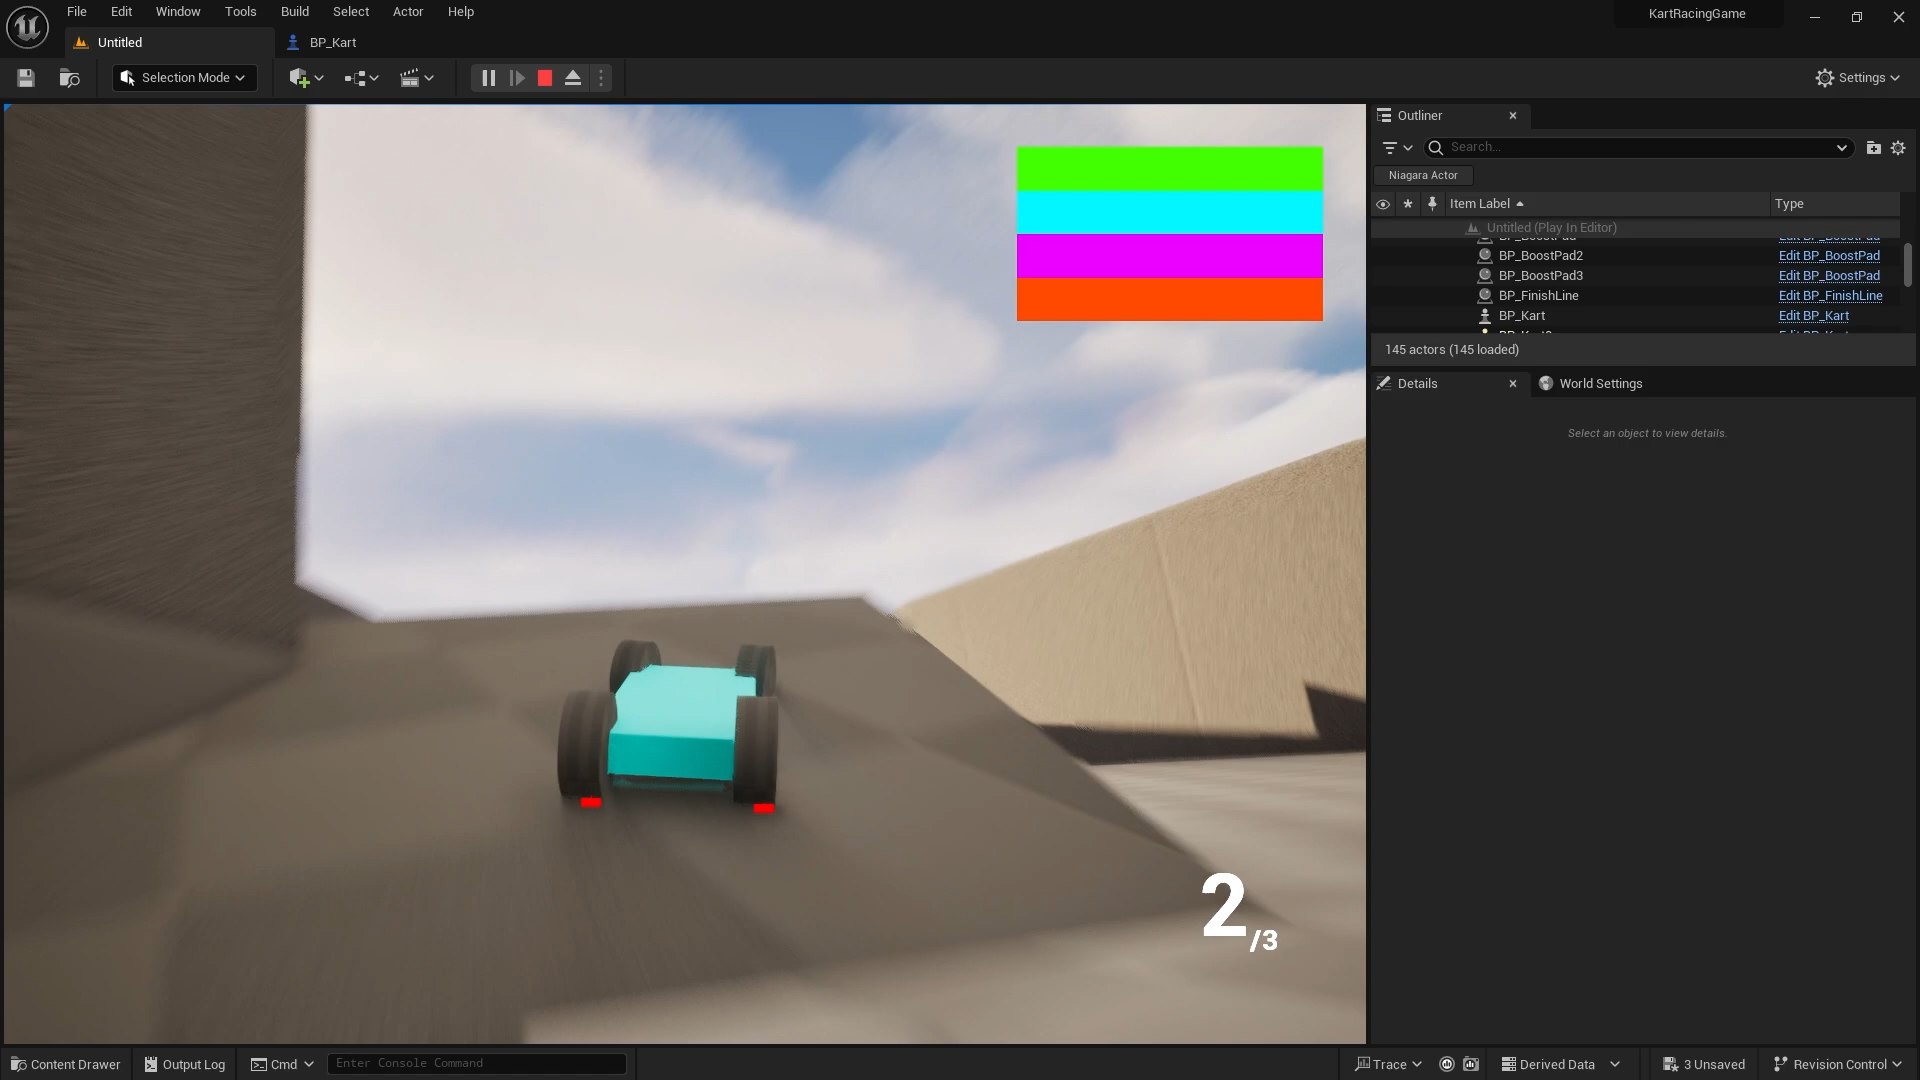 File Edit Window Tools Build Select Actor Help
KartRacingGame
Untitled
BP_Kart
Selection Mode
Settings
Outliner
Search...
Niagara Actor
Item Label
Type
Untitled (Play In Editor)
BP_BoostPad Edit BP_BoostPad
BP_BoostPad2 Edit BP_BoostPad
BP_BoostPad3 Edit BP_BoostPad
BP_FinishLine Edit BP_FinishLine
BP_Kart Edit BP_Kart
145 actors (145 loaded)
Details
World Settings
Select an object to view details.
2/3
Content Drawer
Output Log
Cmd
Enter Console Command
Trace
Derived Data
3 Unsaved
Revision Control